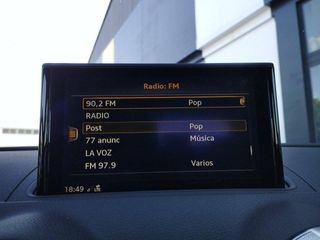 Radio: FM
90,2 FM Pop
RADIO
Post Pop
77 anunc Música
LA VOZ
FM 97.9 Varios
18:49